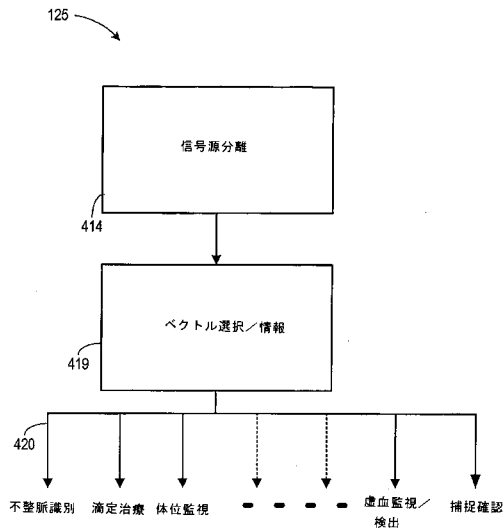 125
信号源分離
414
ベクトル選択／情報
419
420
不整脈識別
滴定治療
体位監視
虚血監視／
検出
捕捉確認